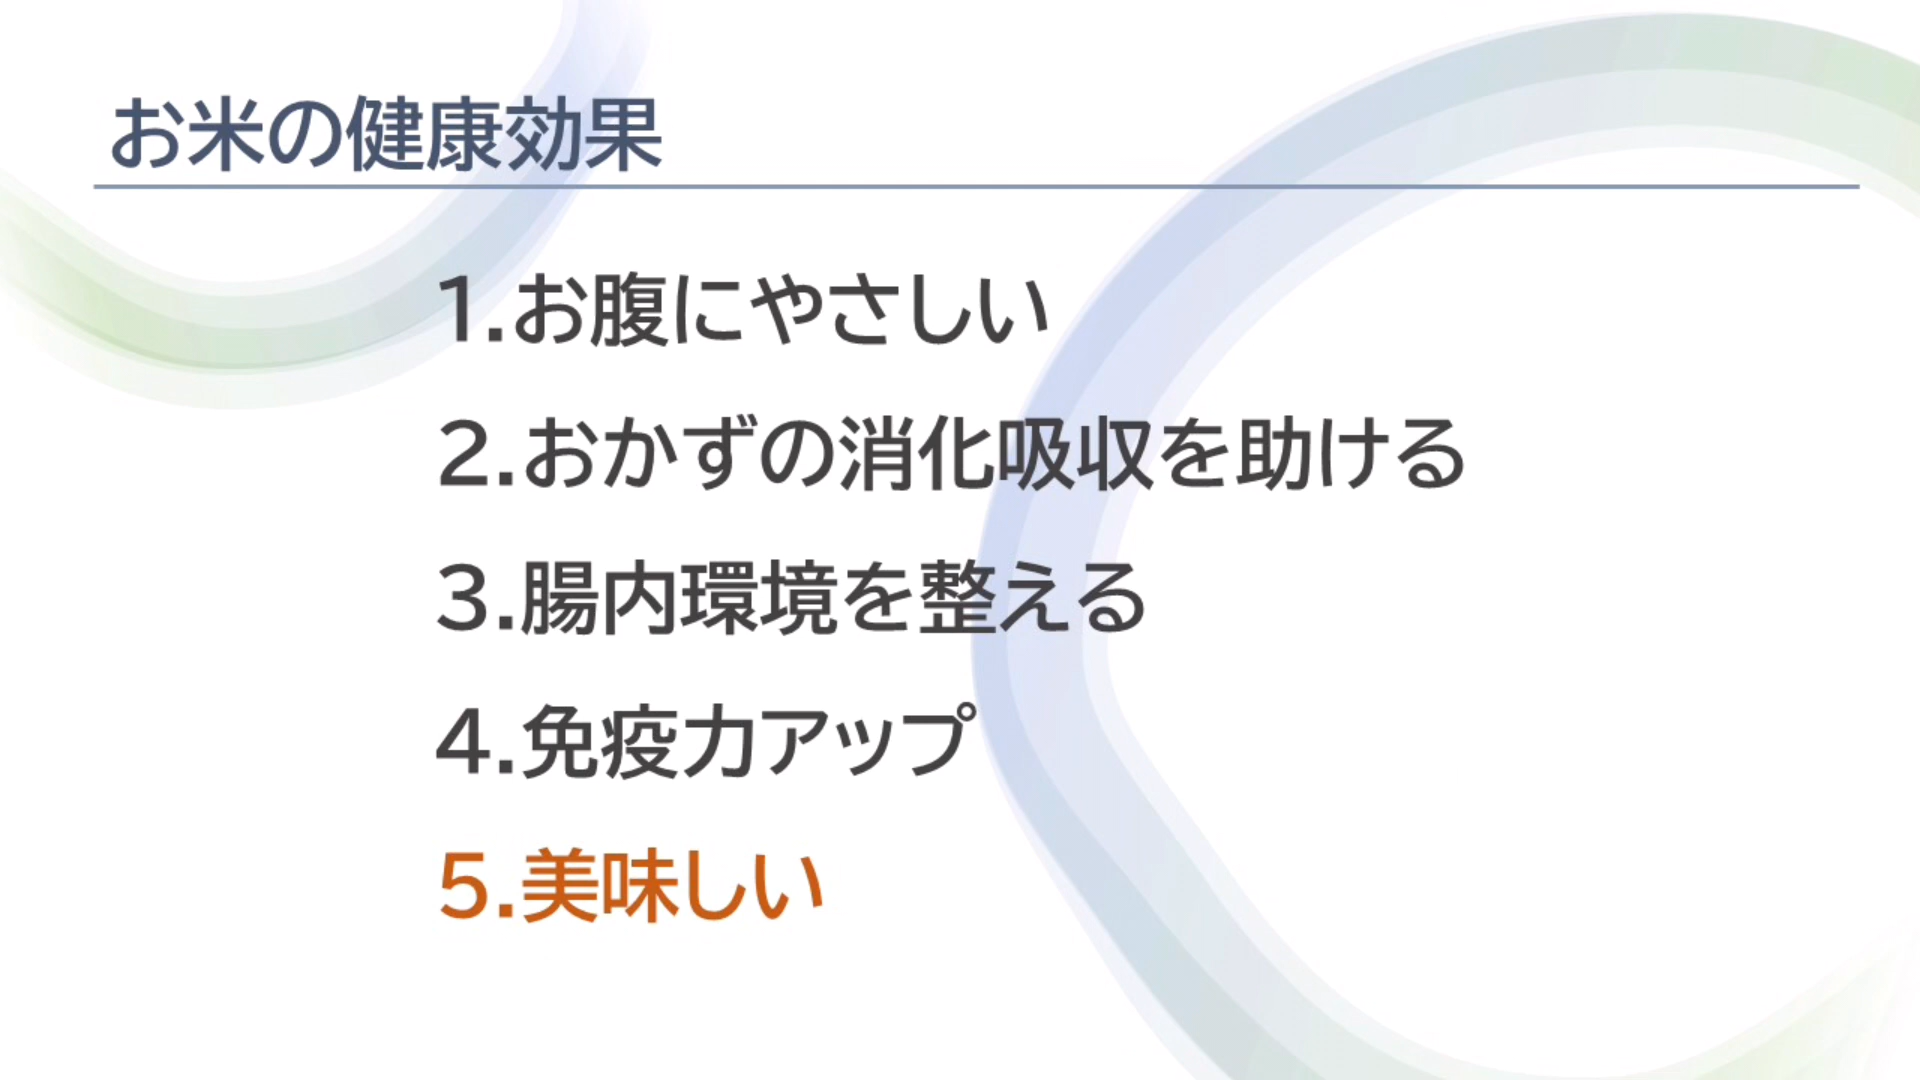 お米の健康効果
1.お腹にやさしい
2.おかずの消化吸収を助ける
3.腸内環境を整える
4.免疫力アップ
5.美味しい